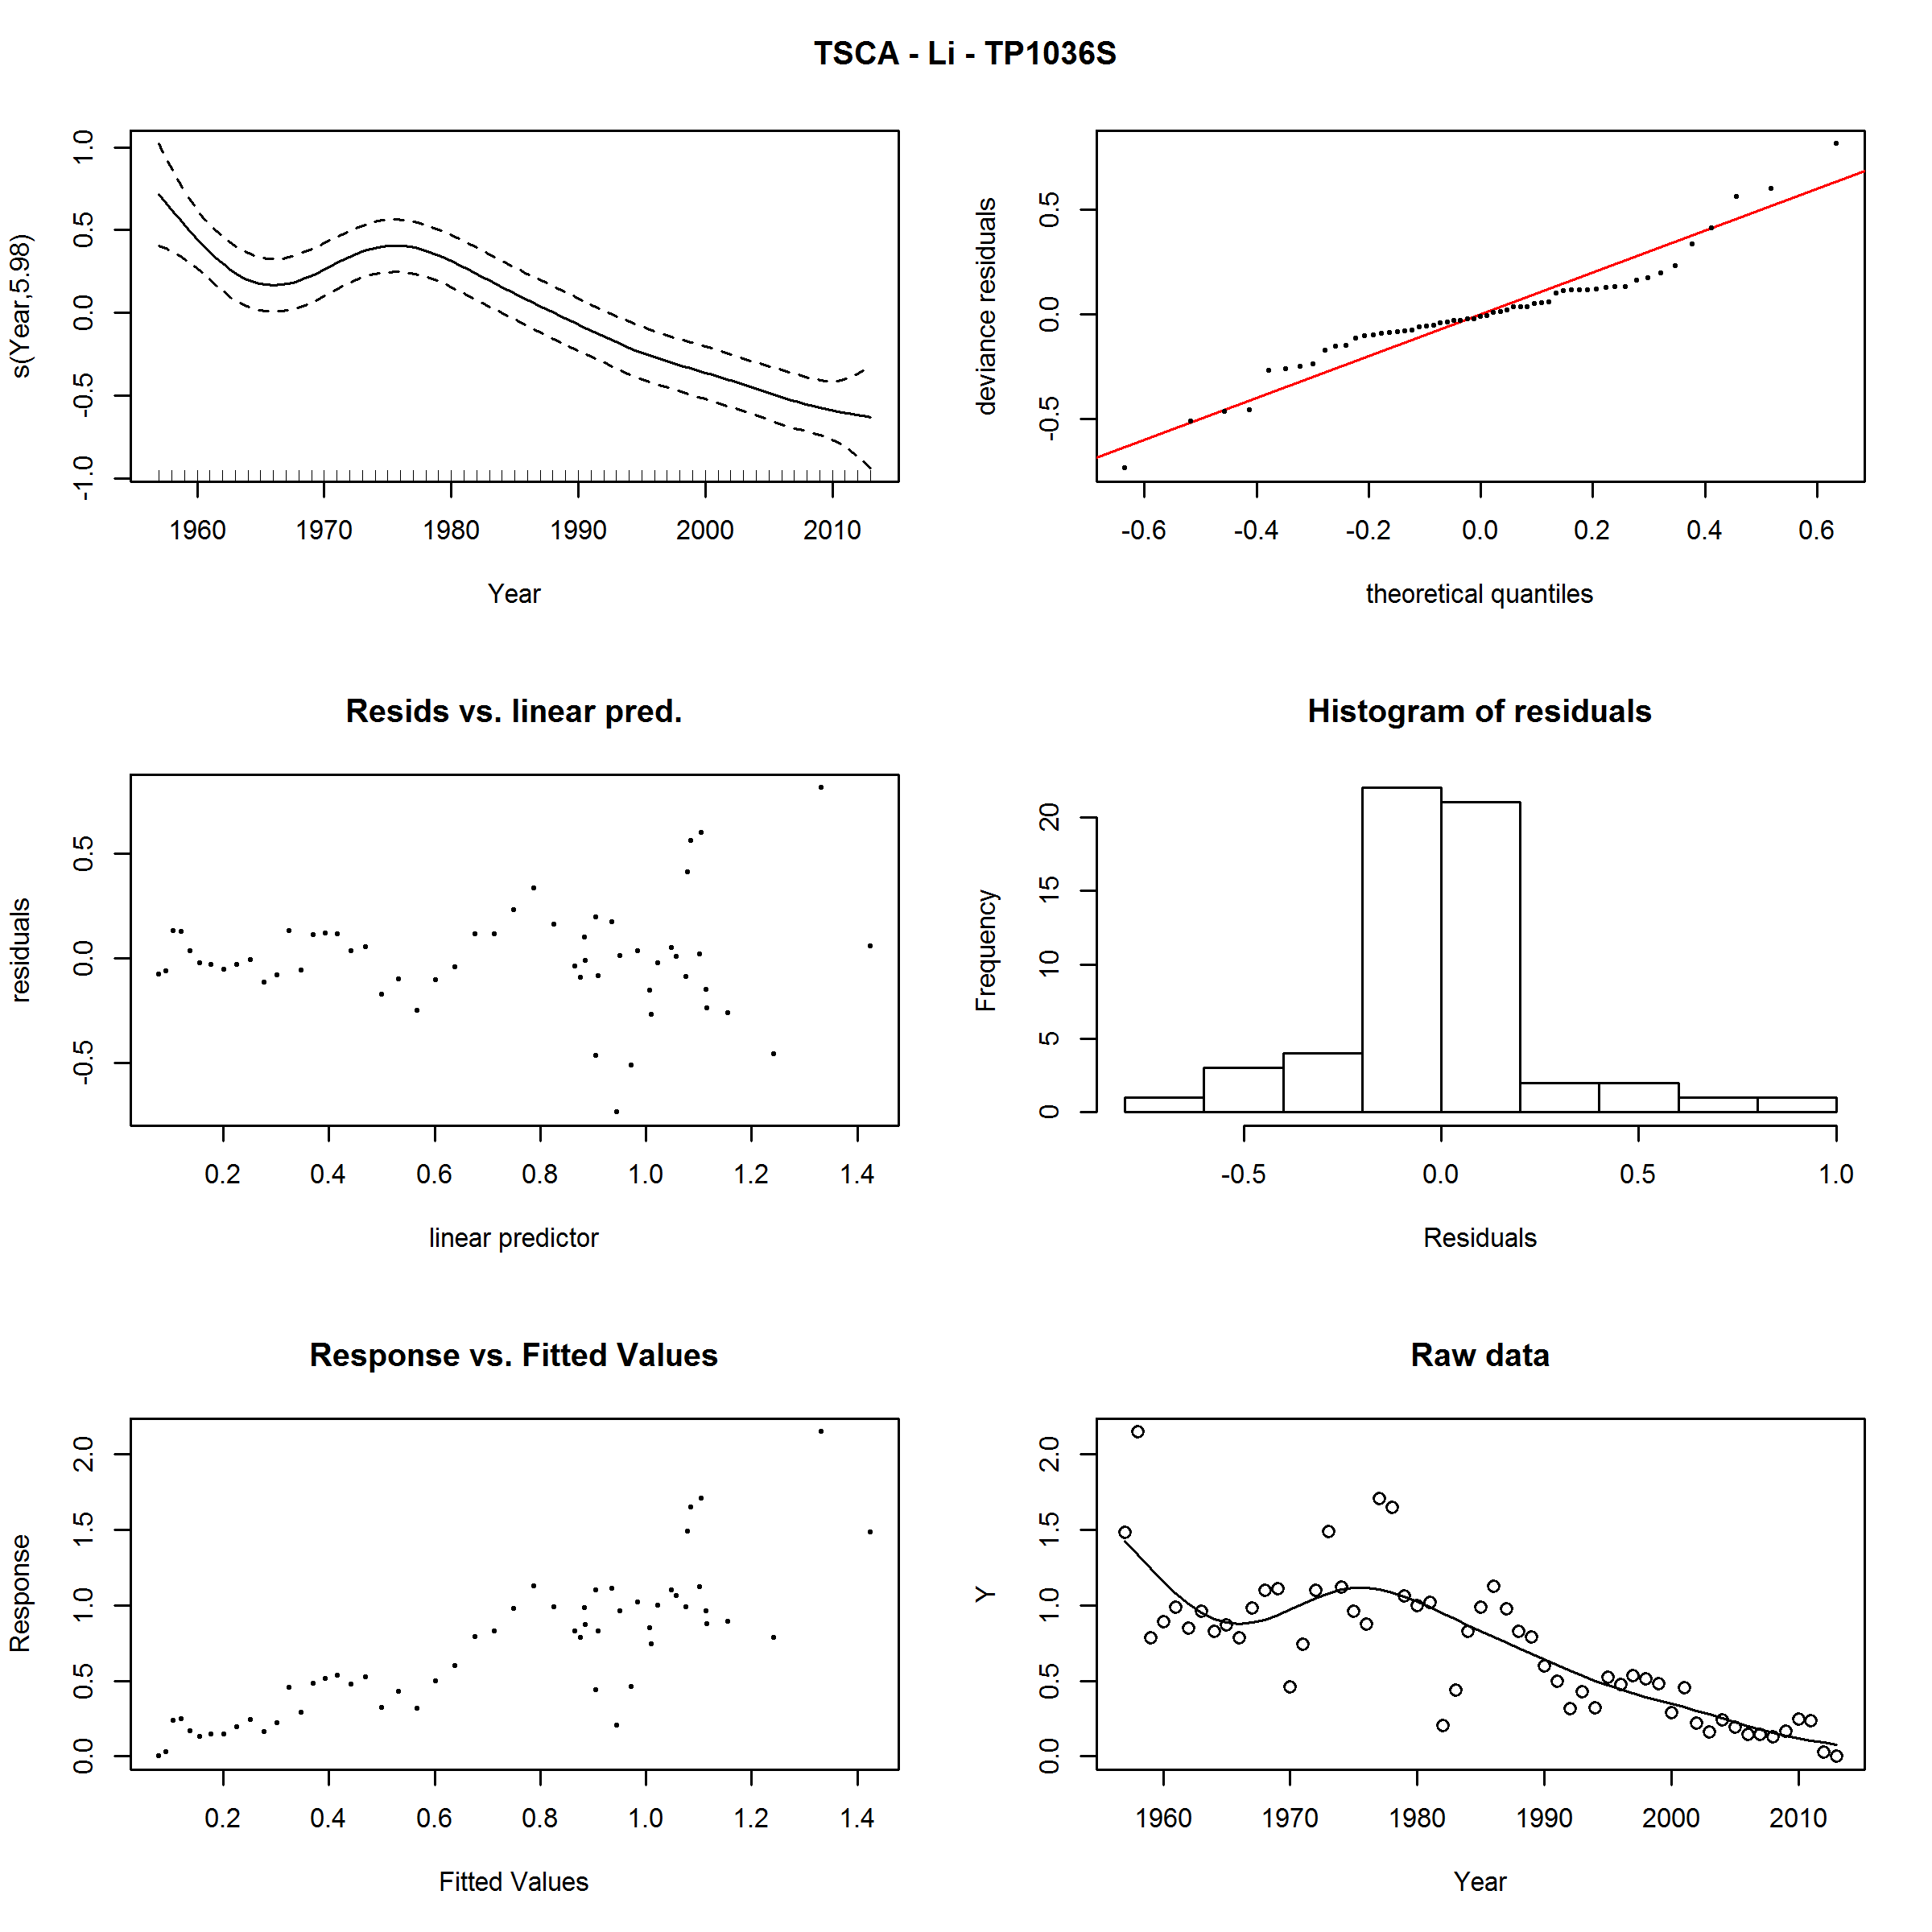 TSCA - Li - TP1036S
s(Year,5.98)
1.0
0.5
0.0
-0.5
-1.0
1960 1970 1980 1990 2000 2010
Year
deviance residuals
0.5
0.0
-0.5
-0.6 -0.4 -0.2 0.0 0.2 0.4 0.6
theoretical quantiles
Resids vs. linear pred.
residuals
0.5
0.0
-0.5
0.2 0.4 0.6 0.8 1.0 1.2 1.4
linear predictor
Histogram of residuals
Frequency
20
15
10
5
0
-0.5 0.0 0.5 1.0
Residuals
Response vs. Fitted Values
Response
2.0
1.5
1.0
0.5
0.0
0.2 0.4 0.6 0.8 1.0 1.2 1.4
Fitted Values
Raw data
Y
2.0
1.5
1.0
0.5
0.0
1960 1970 1980 1990 2000 2010
Year